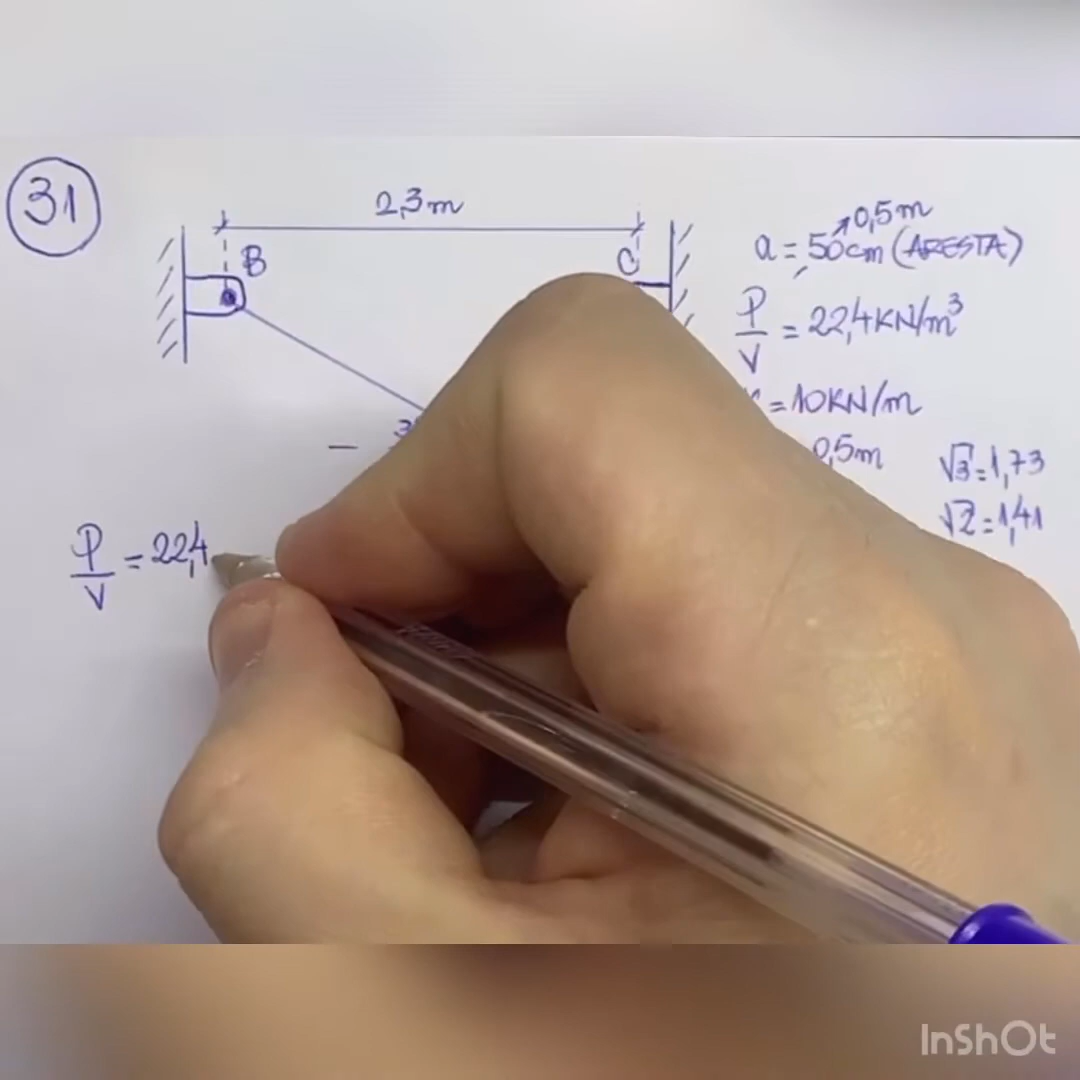 31
2,3m
B
C
0,5m
a = 50cm (ARESTA)
P/V = 22,4KN/m³
= 10KN/m
0,5m
√3 = 1,73
√2 = 1,41
P/V = 22,4
InShOt